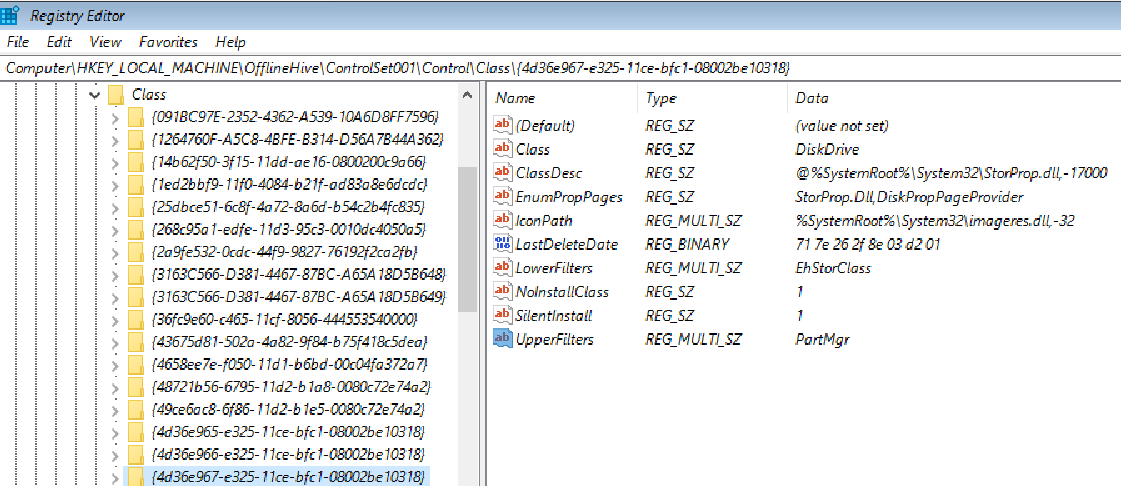 Registry Editor
File Edit View Favorites Help
Computer\HKEY_LOCAL_MACHINE\OfflineHive\ControlSet001\Control\Class\{4d36e967-e325-11ce-bfc1-08002be10318}
Class
{091BC97E-2352-4362-A539-10A6D8FF7596}
{1264760F-A5C8-4BFE-B314-D56A7B44A362}
{14b62f50-3f15-11dd-ae16-0800200c9a66}
{1ed2bbf9-11f0-4084-b21f-ad83a8e6dcdc}
{25dbce51-6c8f-4a72-8a6d-b54c2b4fc835}
{268c95a1-edfe-11d3-95c3-0010dc4050a5}
{2a9fe532-0cdc-44f9-9827-76192f2ca2fb}
{3163C566-D381-4467-87BC-A65A18D5B648}
{3163C566-D381-4467-87BC-A65A18D5B649}
{36fc9e60-c465-11cf-8056-444553540000}
{43675d81-502a-4a82-9f84-b75f418c5dea}
{4658ee7e-f050-11d1-b6bd-00c04fa372a7}
{48721b56-6795-11d2-b1a8-0080c72e74a2}
{49ce6ac8-6f86-11d2-b1e5-0080c72e74a2}
{4d36e965-e325-11ce-bfc1-08002be10318}
{4d36e966-e325-11ce-bfc1-08002be10318}
{4d36e967-e325-11ce-bfc1-08002be10318}
Name Type Data
(Default) REG_SZ (value not set)
Class REG_SZ DiskDrive
ClassDesc REG_SZ @%SystemRoot%\System32\StorProp.dll,-17000
EnumPropPages REG_SZ StorProp.Dll,DiskPropPageProvider
IconPath REG_MULTI_SZ %SystemRoot%\System32\imageres.dll,-32
LastDeleteDate REG_BINARY 71 7e 26 2f 8e 03 d2 01
LowerFilters REG_MULTI_SZ EhStorClass
NoInstallClass REG_SZ 1
SilentInstall REG_SZ 1
UpperFilters REG_MULTI_SZ PartMgr